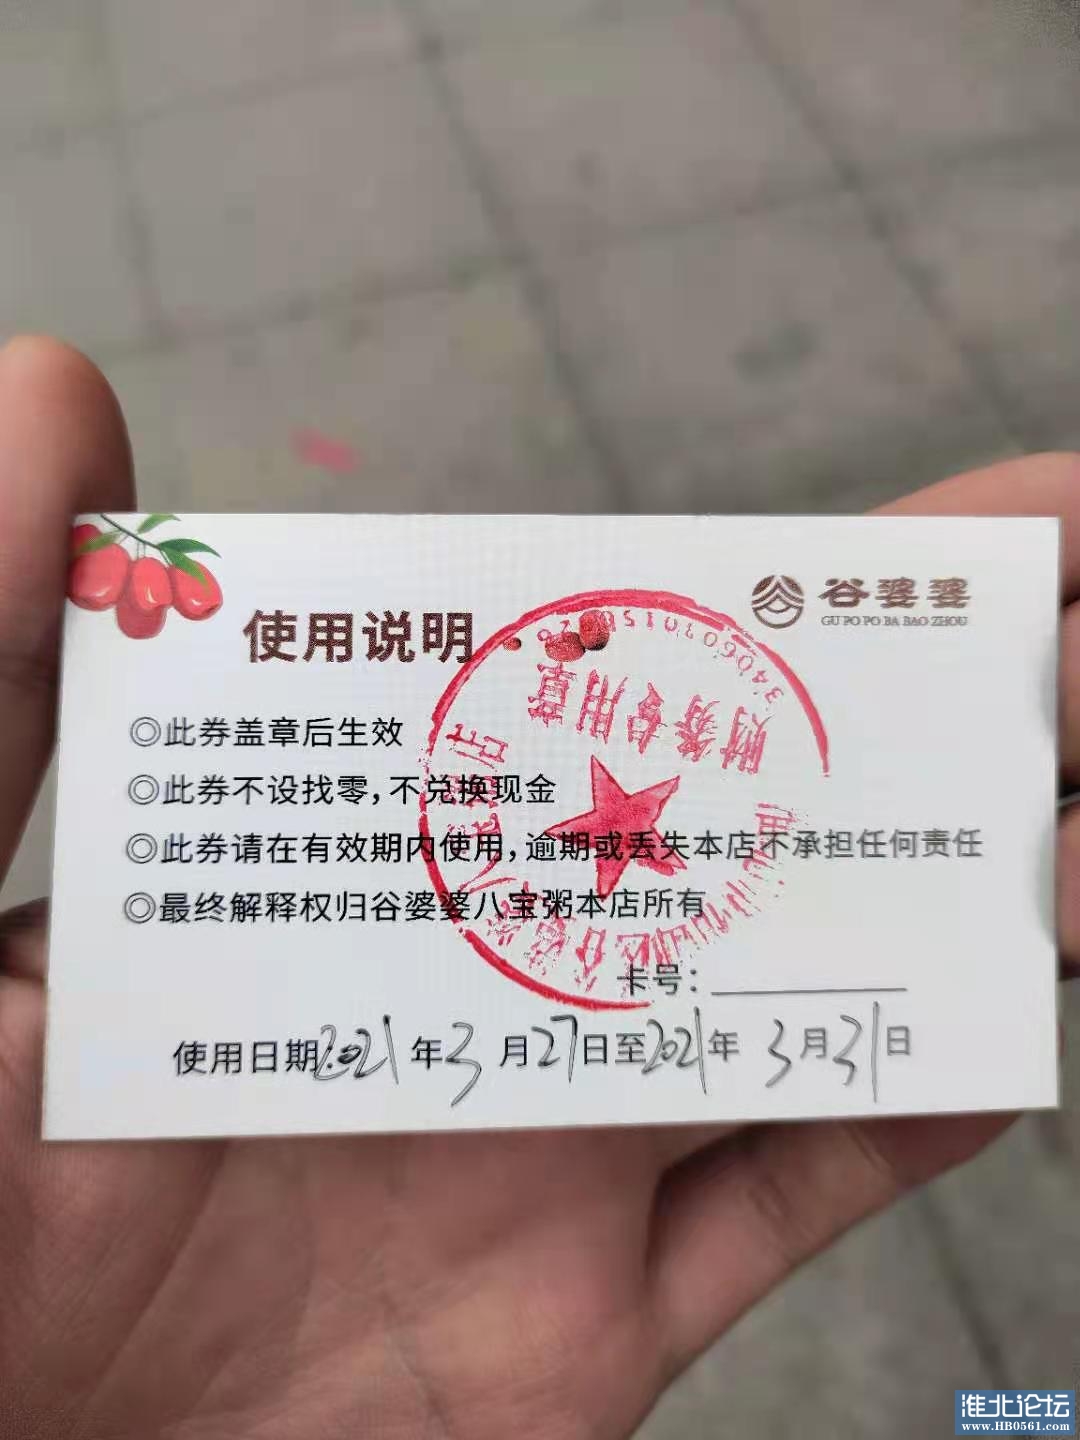 谷婆婆
GU PO PO BA BAO ZHOU
使用说明
◎此券盖章后生效
◎此券不设找零，不兑换现金
◎此券请在有效期内使用，逾期或丢失本店不承担任何责任
◎最终解释权归谷婆婆八宝粥本店所有
卡号：
使用日期：2021年3月27日至2021年3月31日
财务专用章
淮北论坛
www.HB0561.com